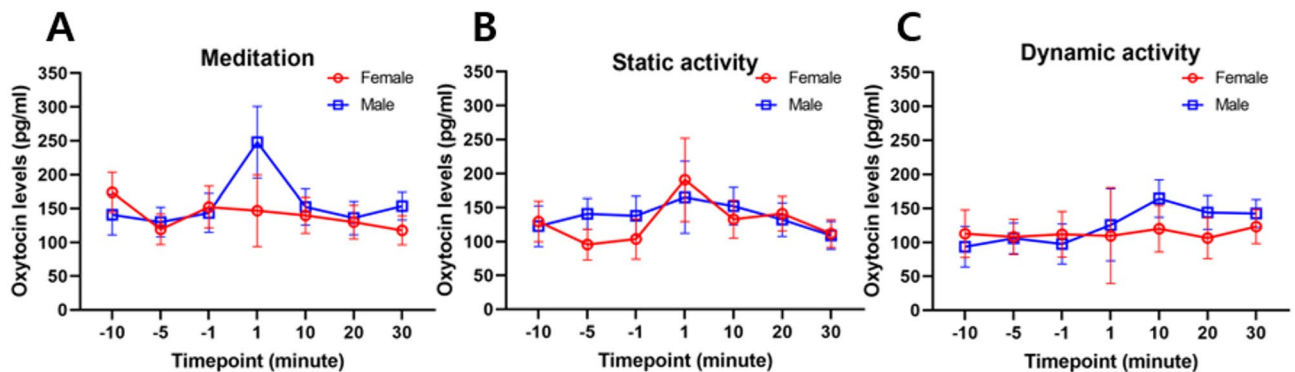 A
Meditation
Female
Male
Oxytocin levels (pg/ml)
350
300
250
200
150
100
50
0
-10 -5 -1 1 10 20 30
Timepoint (minute)
B
Static activity
Female
Male
Oxytocin levels (pg/ml)
350
300
250
200
150
100
50
0
-10 -5 -1 1 10 20 30
Timepoint (minute)
C
Dynamic activity
Female
Male
Oxytocin levels (pg/ml)
350
300
250
200
150
100
50
0
-10 -5 -1 1 10 20 30
Timepoint (minute)